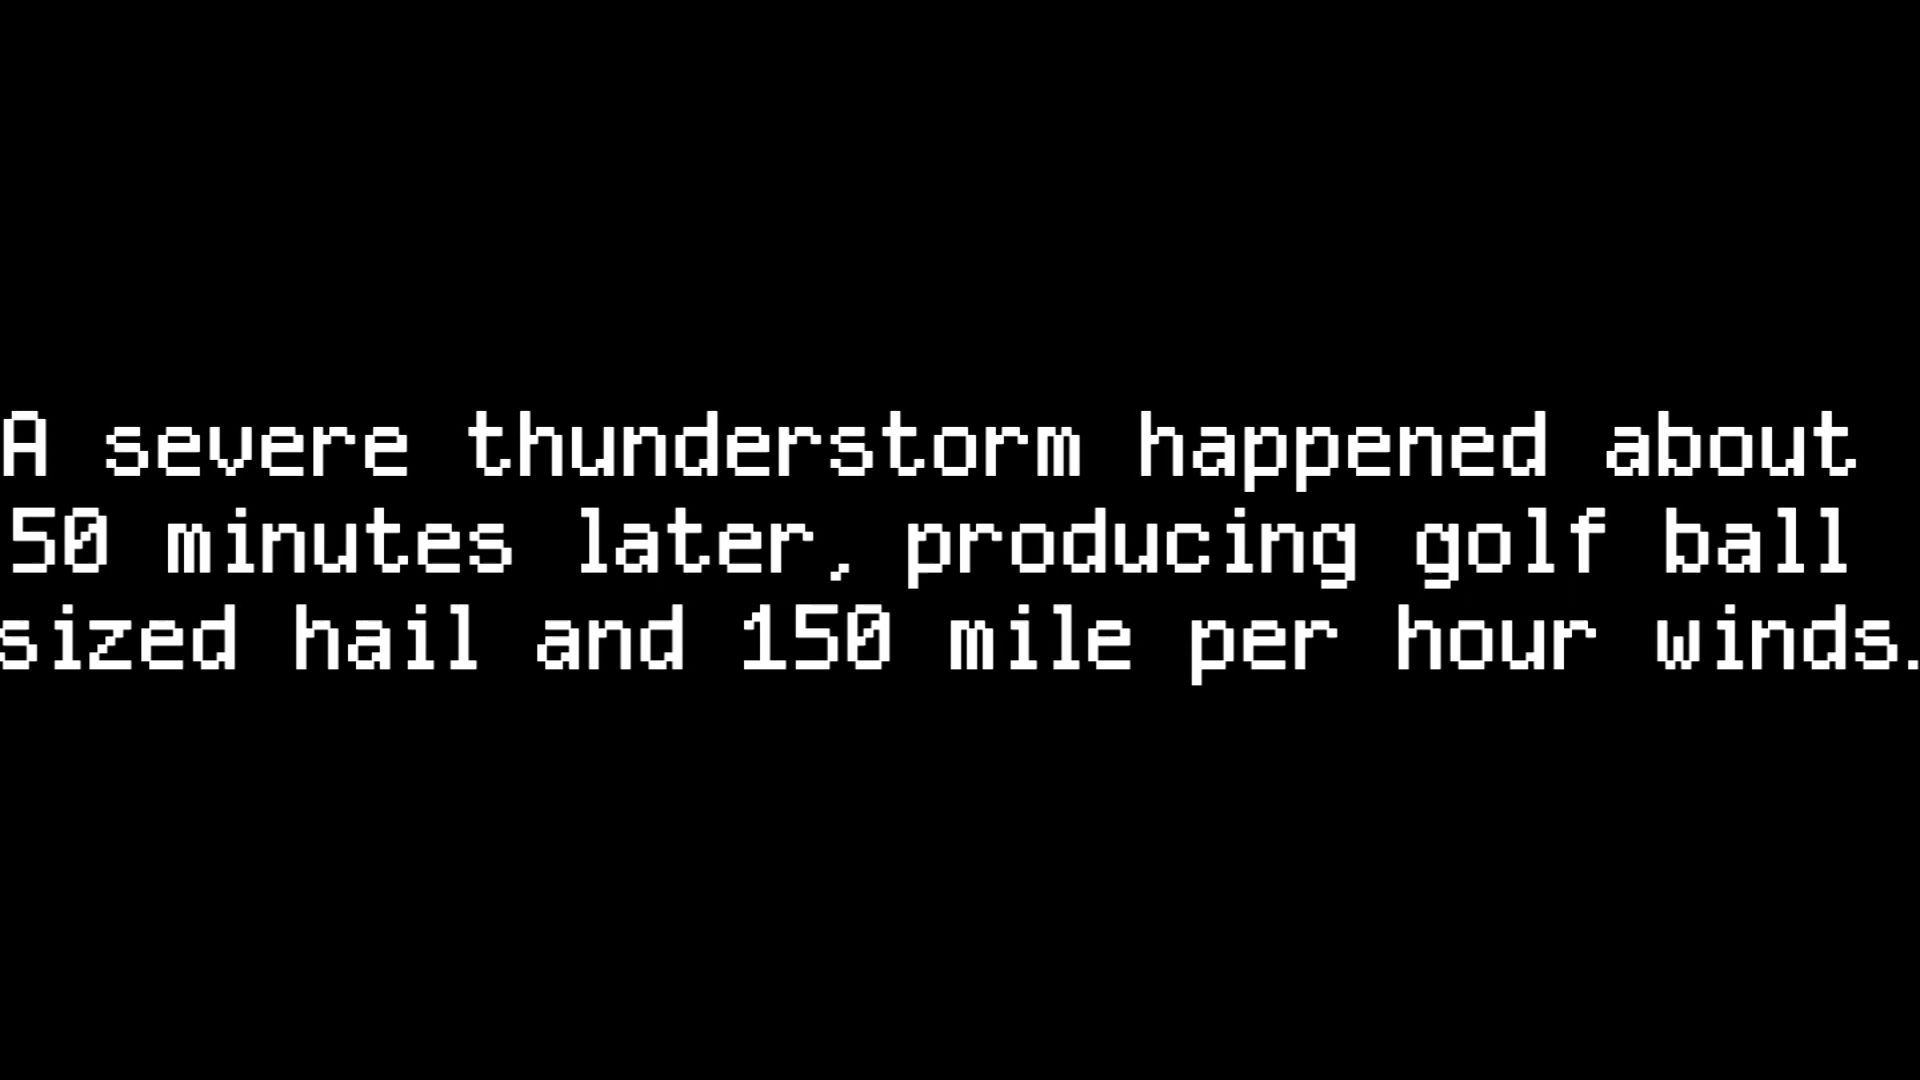 A severe thunderstorm happened about
50 minutes later, producing golf ball
sized hail and 150 mile per hour winds.